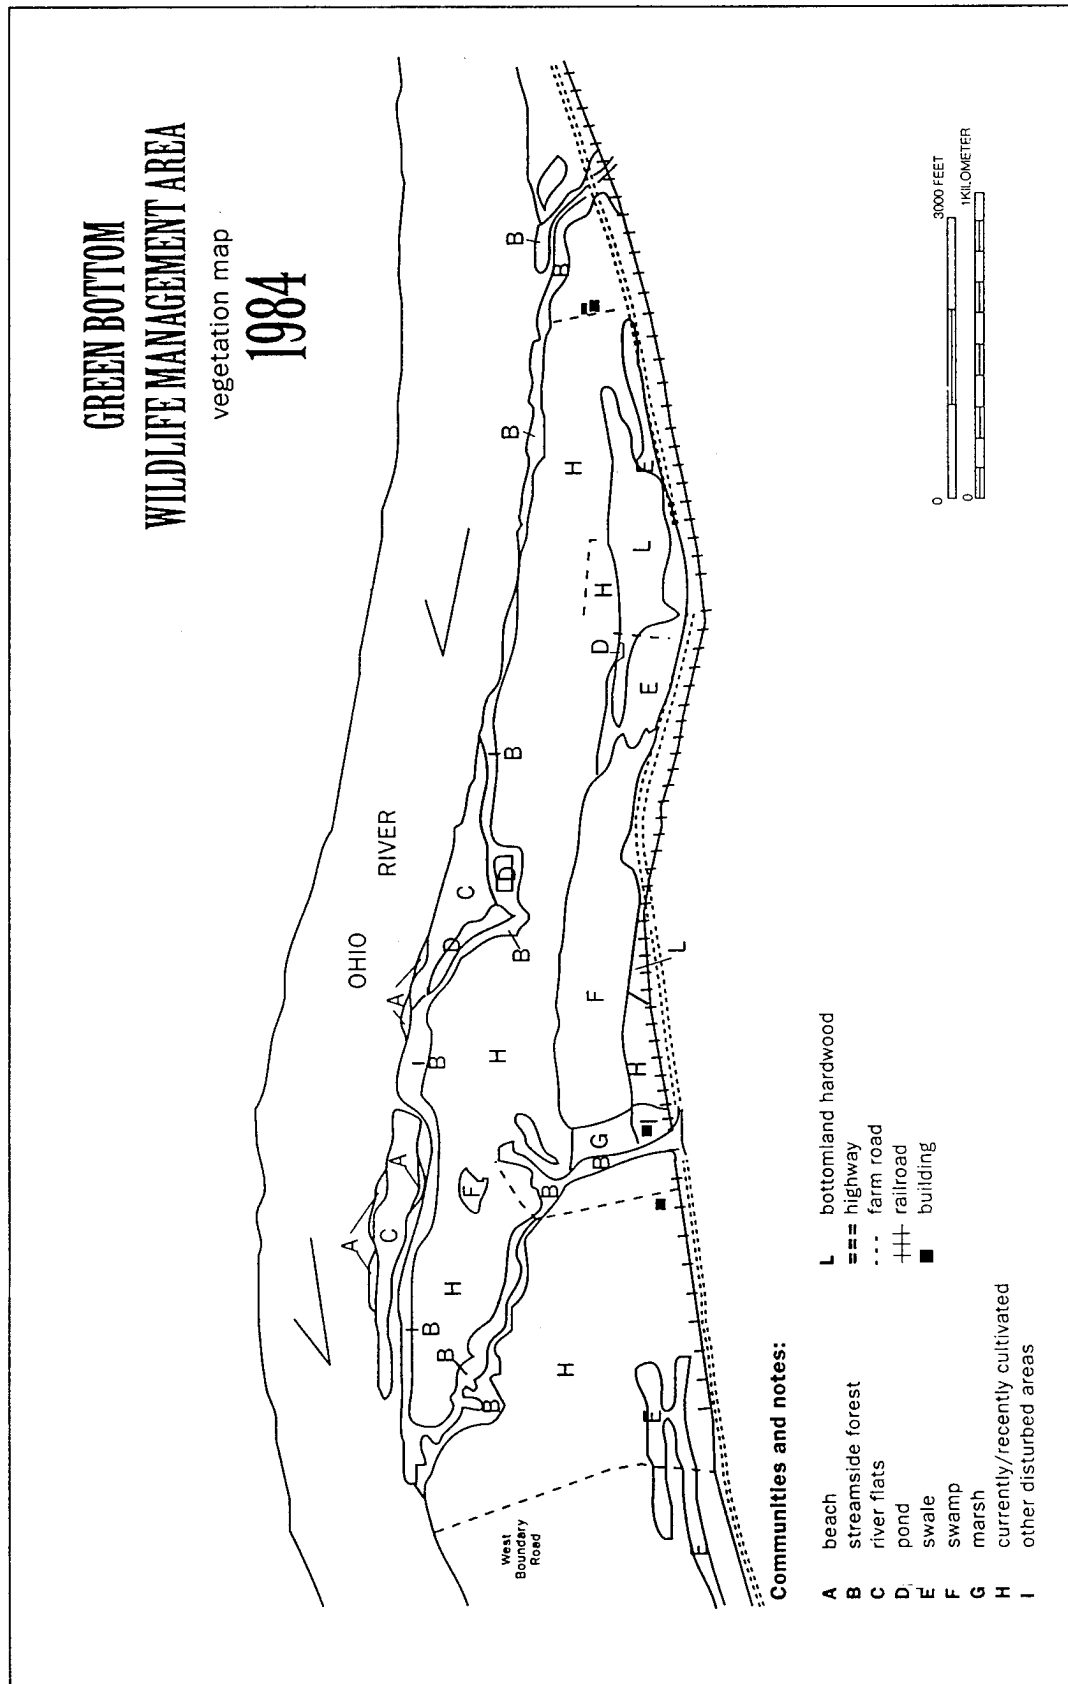 GREEN BOTTOM
WILDLIFE MANAGEMENT AREA
vegetation map
1984
A
OHIO
RIVER
C
A
A
B
B
B
H
D
C
F
B
H
D
B
B
B
B
West
Boundary
Road
B
B
H
H
F
G
B
D
H
H
L
E
I
E
E
L
E
Communities and notes:
A beach
B streamside forest
C river flats
D pond
E swale
F swamp
G marsh
H currently/recently cultivated
I other disturbed areas
L bottomland hardwood
highway
farm road
railroad
building
0 3000 FEET
0 1KILOMETER